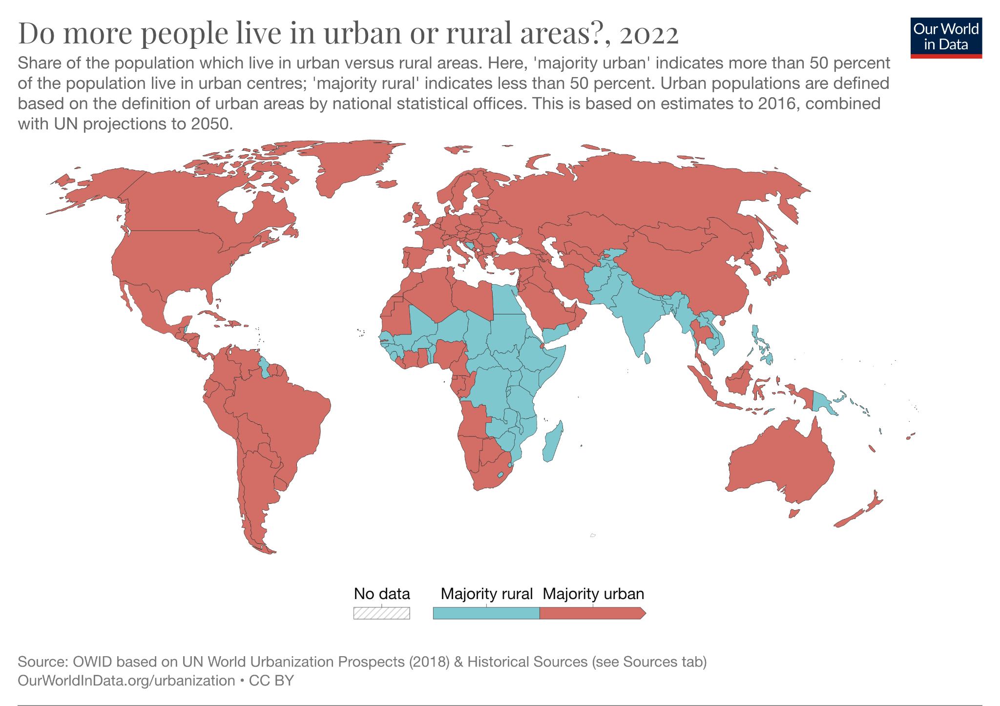 Do more people live in urban or rural areas?, 2022
Our World
in Data
Share of the population which live in urban versus rural areas. Here, 'majority urban' indicates more than 50 percent
of the population live in urban centres; 'majority rural' indicates less than 50 percent. Urban populations are defined
based on the definition of urban areas by national statistical offices. This is based on estimates to 2016, combined
with UN projections to 2050.
No data
Majority rural
Majority urban
Source: OWID based on UN World Urbanization Prospects (2018) & Historical Sources (see Sources tab)
OurWorldInData.org/urbanization • CC BY